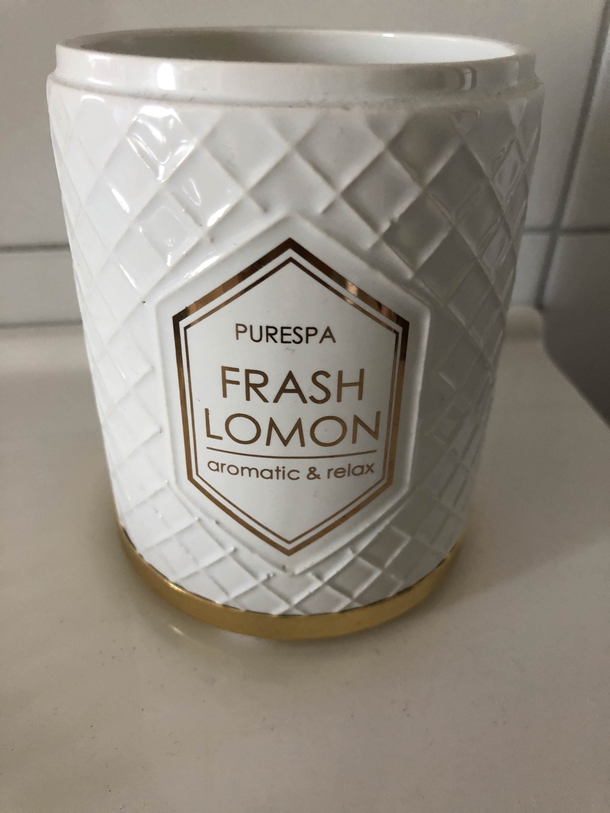 PURESPA
FRASH
LOMON
aromatic & relax